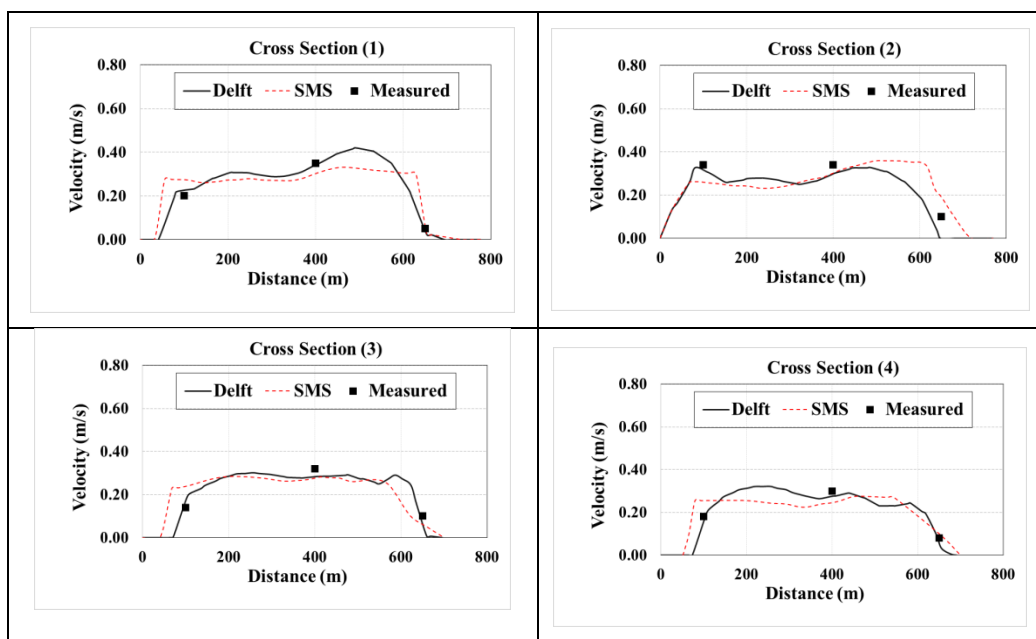 Cross Section (1)
0.80
Delft SMS Measured
0.60
0.40
0.20
0.00
Velocity (m/s)
0 200 400 600 800
Distance (m)
Cross Section (2)
0.80
Delft SMS Measured
0.60
0.40
0.20
0.00
Velocity (m/s)
0 200 400 600 800
Distance (m)
Cross Section (3)
0.80
Delft SMS Measured
0.60
0.40
0.20
0.00
Velocity (m/s)
0 200 400 600 800
Distance (m)
Cross Section (4)
0.80
Delft SMS Measured
0.60
0.40
0.20
0.00
Velocity (m/s)
0 200 400 600 800
Distance (m)